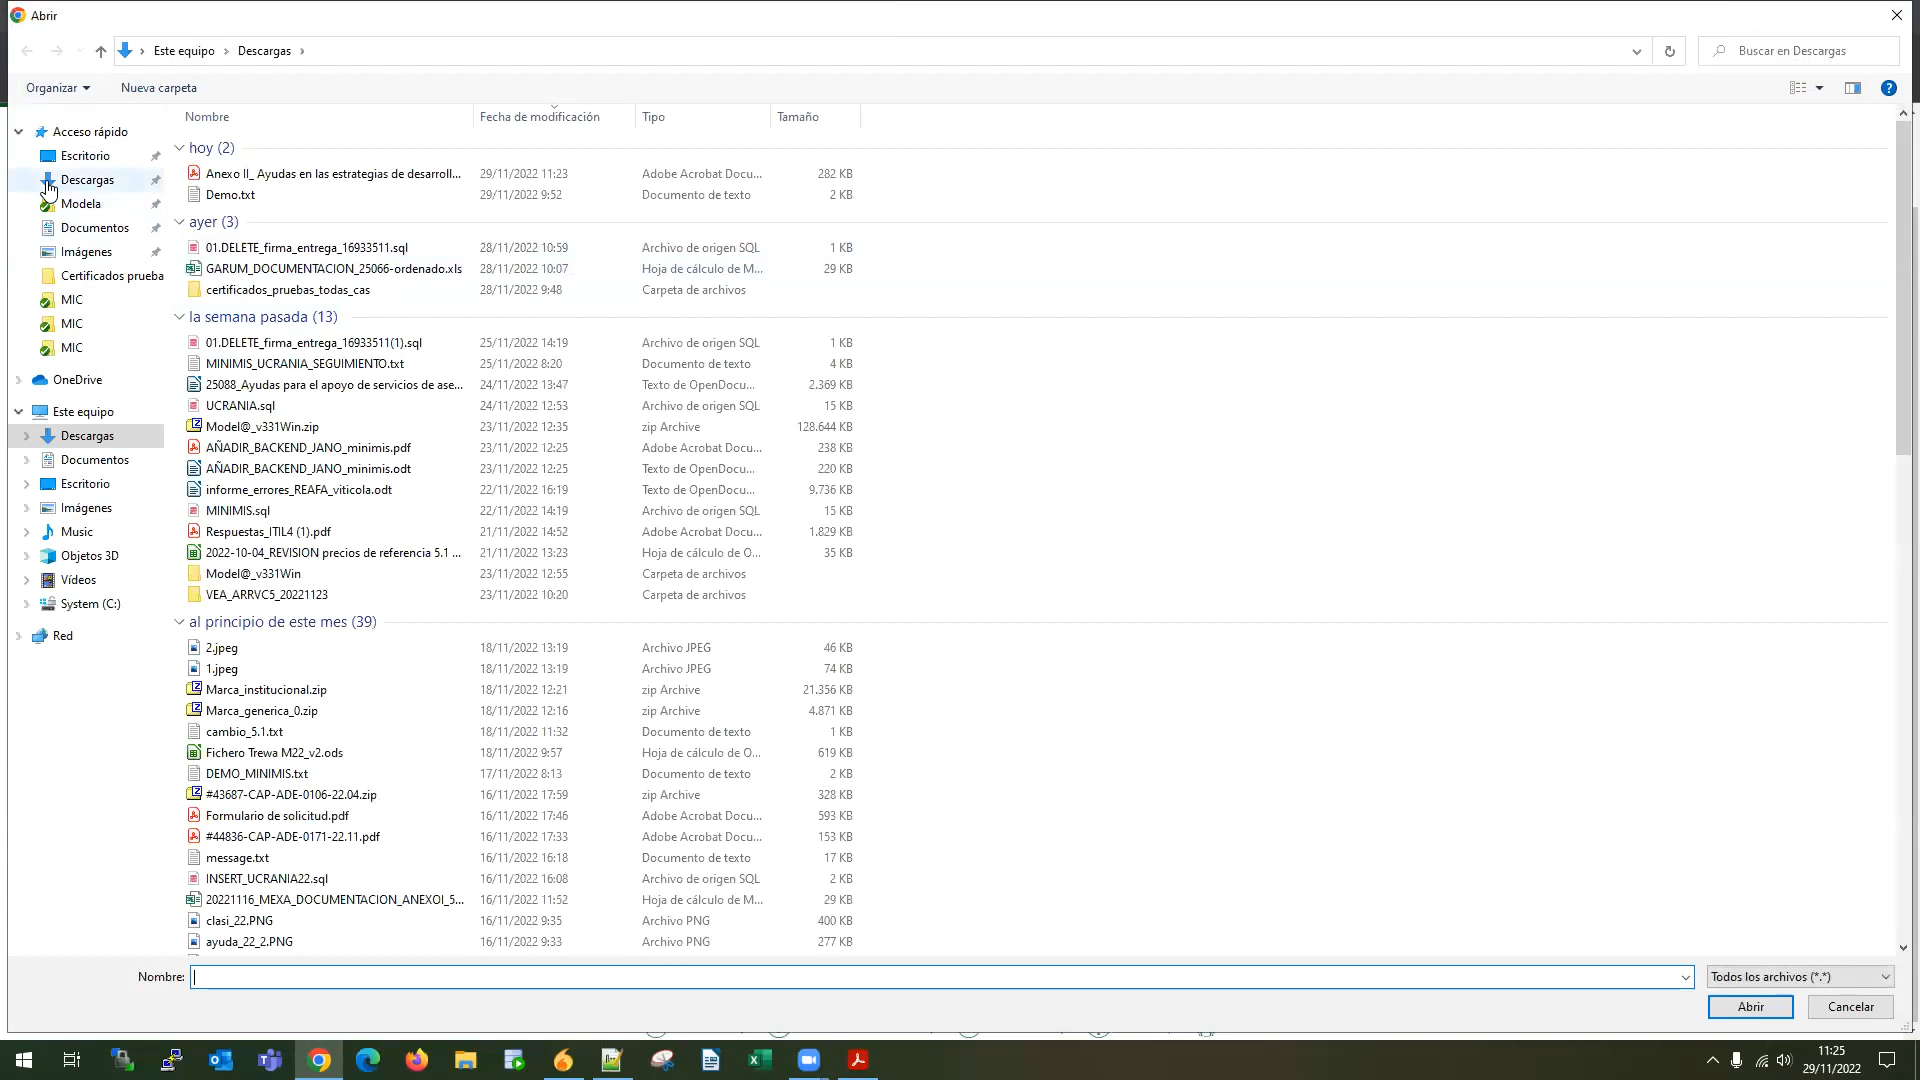 Abrir
Este equipo > Descargas >
Buscar en Descargas
Organizar
Nueva carpeta
Nombre Fecha de modificación Tipo Tamaño
Acceso rápido
Escritorio
Descargas
Modela
Documentos
Imágenes
Certificados prueba
MIC
MIC
MIC
OneDrive
Este equipo
Descargas
Documentos
Escritorio
Imágenes
Music
Objetos 3D
Vídeos
System (C:)
Red
hoy (2)
Anexo II_ Ayudas en las estrategias de desarroll... 29/11/2022 11:23 Adobe Acrobat Docu... 282 KB
Demo.txt 29/11/2022 9:52 Documento de texto 2 KB
ayer (3)
01.DELETE_firma_entrega_16933511.sql 28/11/2022 10:59 Archivo de origen SQL 1 KB
GARUM_DOCUMENTACION_25066-ordenado.xls 28/11/2022 10:07 Hoja de cálculo de M... 29 KB
certificados_pruebas_todas_cas 28/11/2022 9:48 Carpeta de archivos
la semana pasada (13)
01.DELETE_firma_entrega_16933511(1).sql 25/11/2022 14:19 Archivo de origen SQL 1 KB
MINIMIS_UCRANIA_SEGUIMIENTO.txt 25/11/2022 8:20 Documento de texto 4 KB
25088_Ayudas para el apoyo de servicios de ase... 24/11/2022 13:47 Texto de OpenDocu... 2.369 KB
UCRANIA.sql 24/11/2022 12:53 Archivo de origen SQL 15 KB
Model@_v331Win.zip 23/11/2022 12:35 zip Archive 128.644 KB
AÑADIR_BACKEND_JANO_minimis.pdf 23/11/2022 12:25 Adobe Acrobat Docu... 238 KB
AÑADIR_BACKEND_JANO_minimis.odt 23/11/2022 12:25 Texto de OpenDocu... 220 KB
informe_errores_REAFA_viticola.odt 22/11/2022 16:19 Texto de OpenDocu... 9.736 KB
MINIMIS.sql 22/11/2022 14:19 Archivo de origen SQL 15 KB
Respuestas_ITIL4 (1).pdf 21/11/2022 14:52 Adobe Acrobat Docu... 1.829 KB
2022-10-04_REVISION precios de referencia 5.1 ... 21/11/2022 13:23 Hoja de cálculo de O... 35 KB
Model@_v331Win 23/11/2022 12:55 Carpeta de archivos
VEA_ARRVC5_20221123 23/11/2022 10:20 Carpeta de archivos
al principio de este mes (39)
2.jpeg 18/11/2022 13:19 Archivo JPEG 46 KB
1.jpeg 18/11/2022 13:19 Archivo JPEG 74 KB
Marca_institucional.zip 18/11/2022 12:21 zip Archive 21.356 KB
Marca_generica_0.zip 18/11/2022 12:16 zip Archive 4.871 KB
cambio_5.1.txt 18/11/2022 11:32 Documento de texto 1 KB
Fichero Trewa M22_v2.ods 18/11/2022 9:57 Hoja de cálculo de O... 619 KB
DEMO_MINIMIS.txt 17/11/2022 8:13 Documento de texto 2 KB
#43687-CAP-ADE-0106-22.04.zip 16/11/2022 17:59 zip Archive 328 KB
Formulario de solicitud.pdf 16/11/2022 17:46 Adobe Acrobat Docu... 593 KB
#44836-CAP-ADE-0171-22.11.pdf 16/11/2022 17:33 Adobe Acrobat Docu... 153 KB
message.txt 16/11/2022 16:18 Documento de texto 17 KB
INSERT_UCRANIA22.sql 16/11/2022 16:08 Archivo de origen SQL 2 KB
20221116_MEXA_DOCUMENTACION_ANEXOI_5... 16/11/2022 11:52 Hoja de cálculo de M... 29 KB
clasi_22.PNG 16/11/2022 9:35 Archivo PNG 400 KB
ayuda_22_2.PNG 16/11/2022 9:33 Archivo PNG 277 KB
Nombre:
Todos los archivos (*.*)
Abrir
Cancelar
11:25
29/11/2022